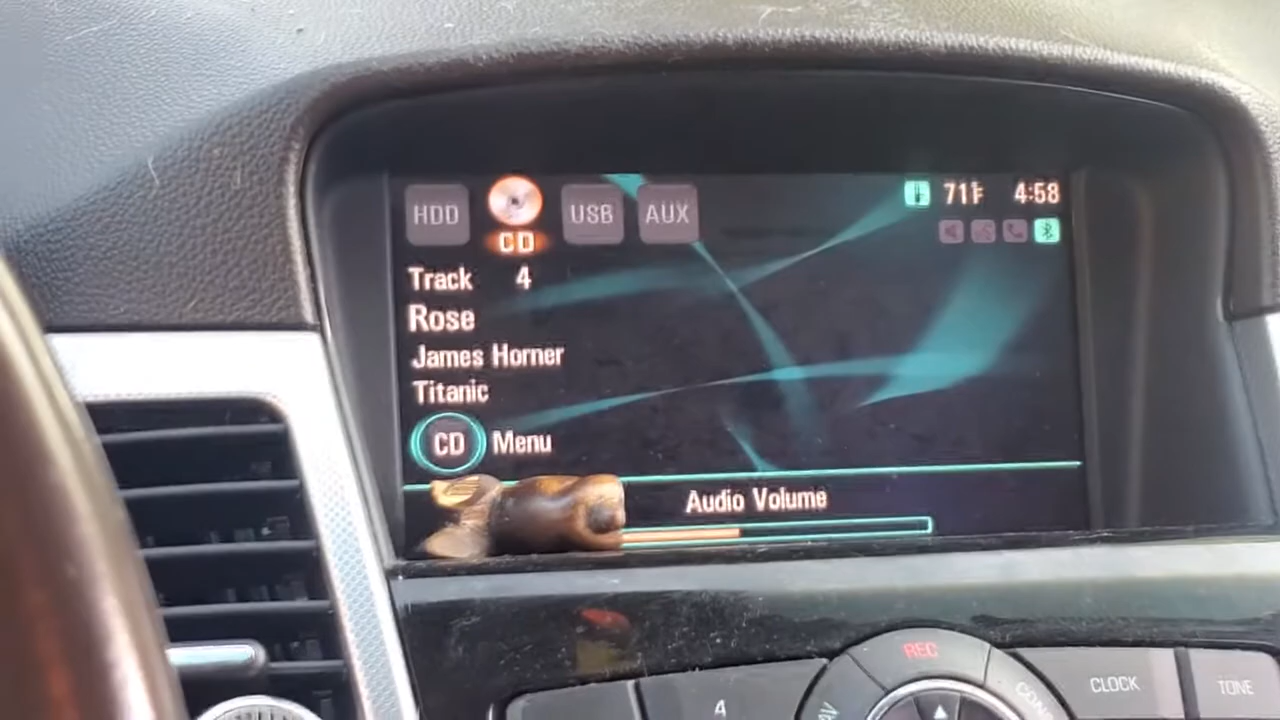 HDD CD USB AUX 71°F 4:58
Track 4
Rose
James Horner
Titanic
CD Menu
Audio Volume
REC
4 CLOCK TONE
NAV